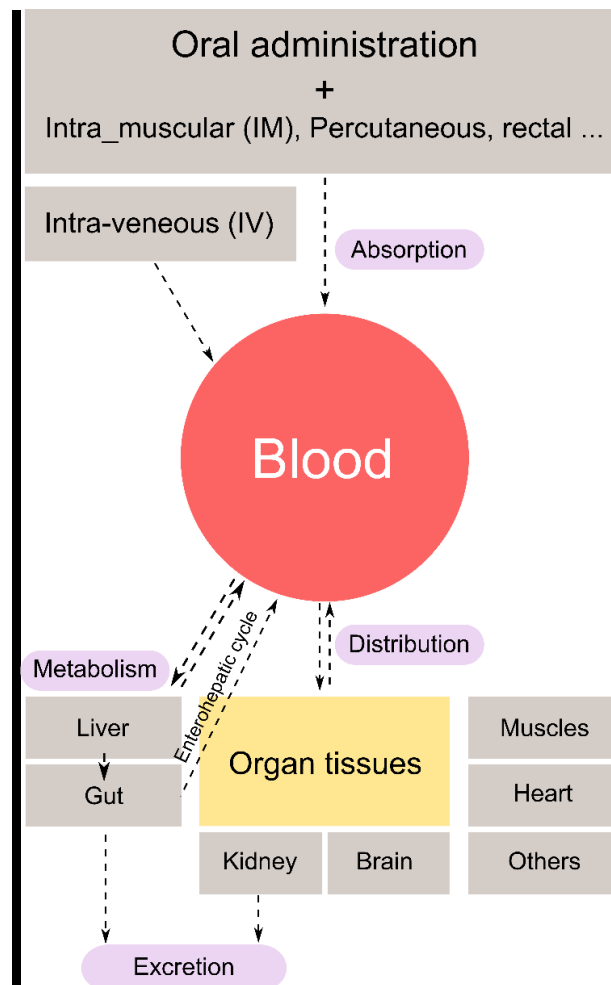 Oral administration
+
Intra_muscular (IM), Percutaneous, rectal ...
Intra-veneous (IV)
Absorption
Blood
Enterohepatic cycle
Metabolism
Distribution
Liver
Gut
Organ tissues
Muscles
Heart
Kidney
Brain
Others
Excretion